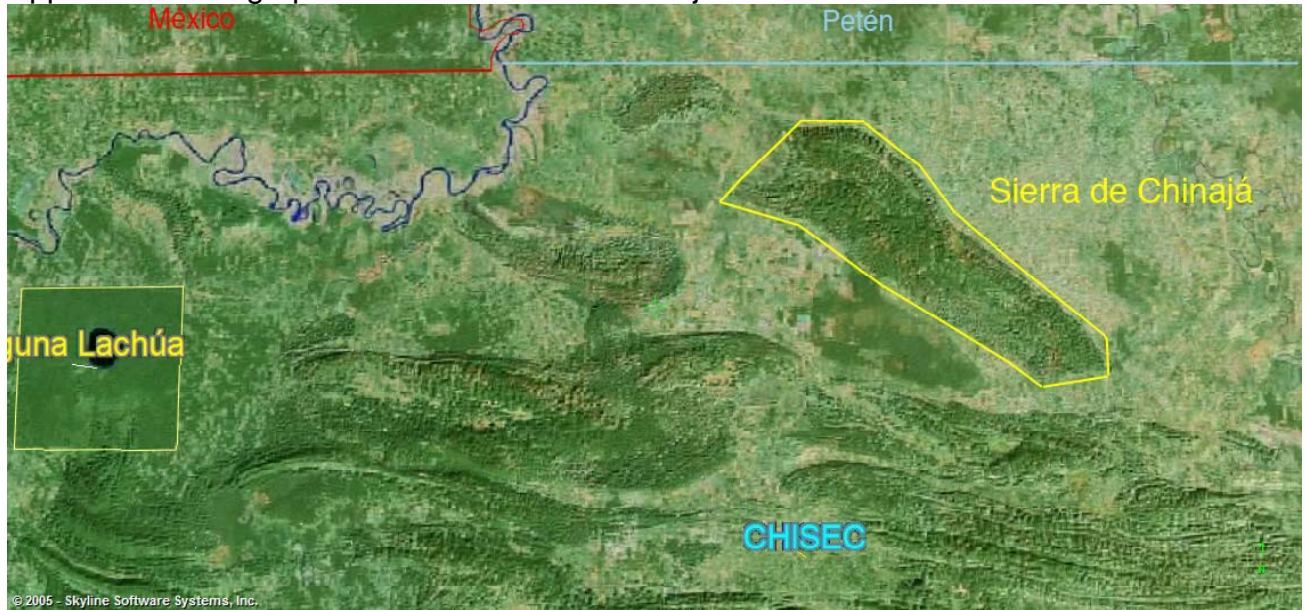 México
Petén
Sierra de Chinajá
guna Lachúa
CHISEC
© 2005 - Skyline Software Systems, Inc.